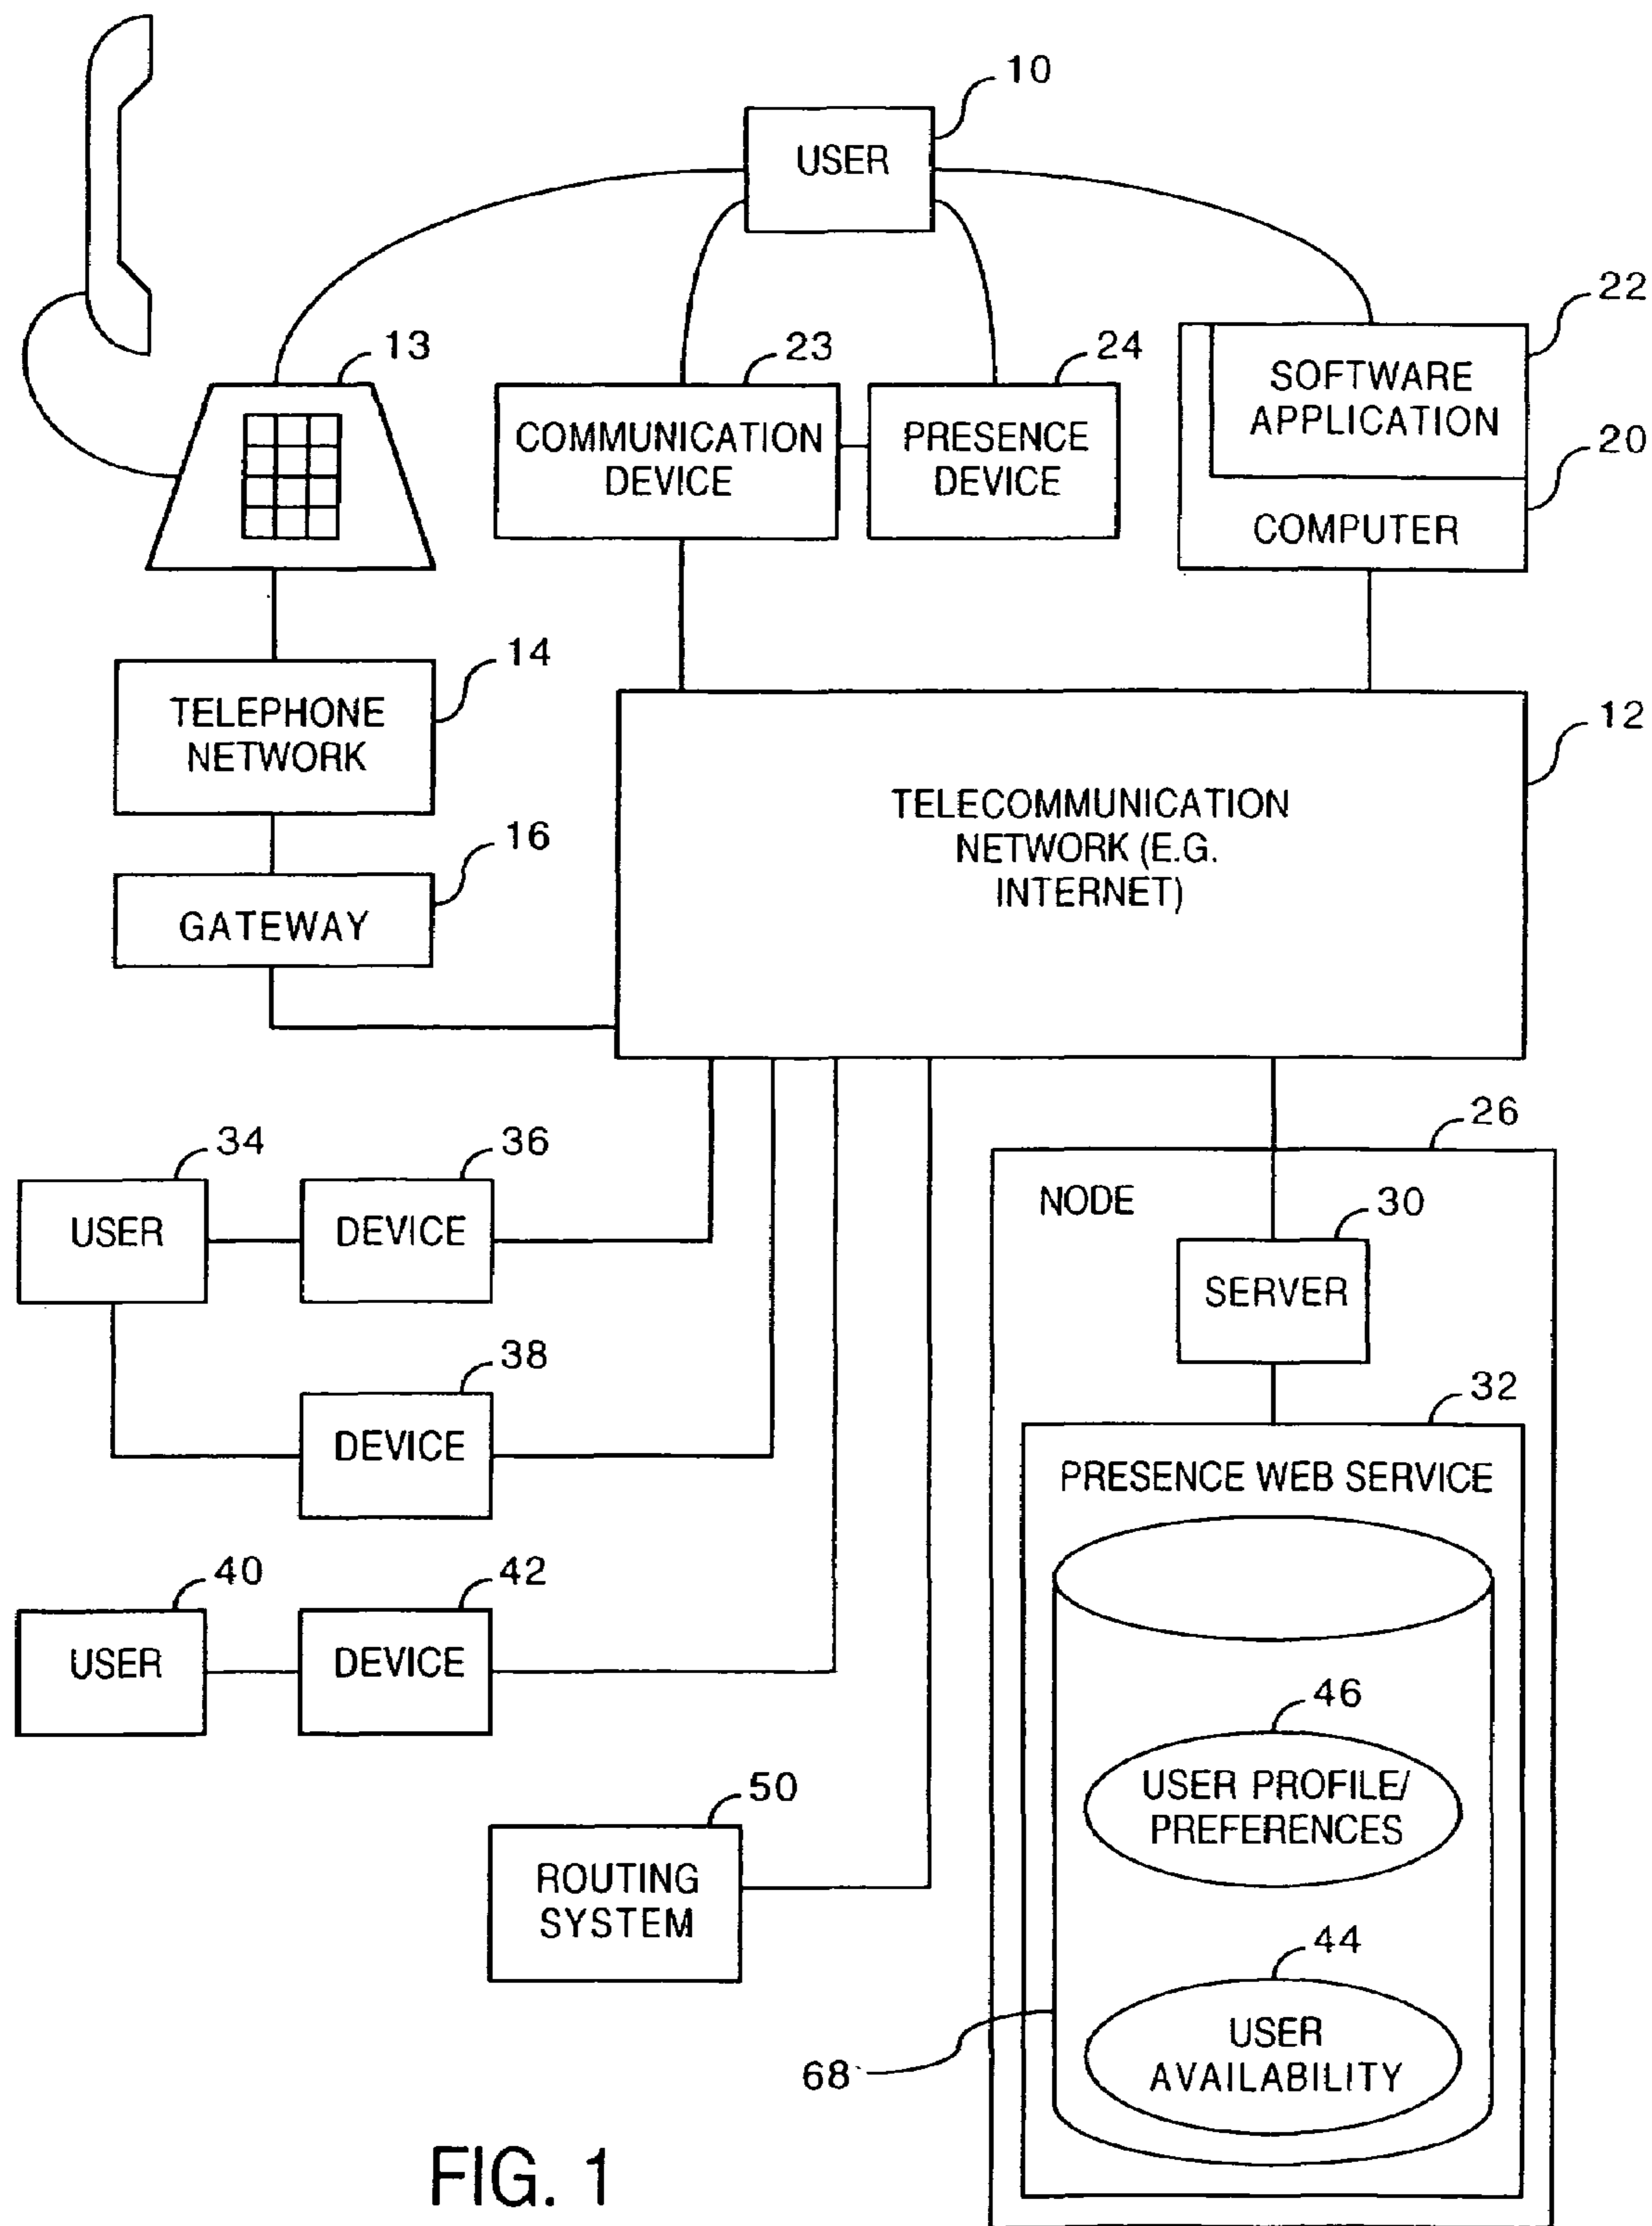 10
USER
22
13
23
24
SOFTWARE
APPLICATION
COMMUNICATION
DEVICE
PRESENCE
DEVICE
20
COMPUTER
14
TELEPHONE
NETWORK
12
TELECOMMUNICATION
NETWORK (E.G.
INTERNET)
16
GATEWAY
26
34
36
NODE
30
USER
DEVICE
SERVER
38
32
DEVICE
PRESENCE WEB SERVICE
40
42
USER
DEVICE
46
USER PROFILE/
PREFERENCES
50
ROUTING
SYSTEM
44
USER
AVAILABILITY
68
FIG. 1